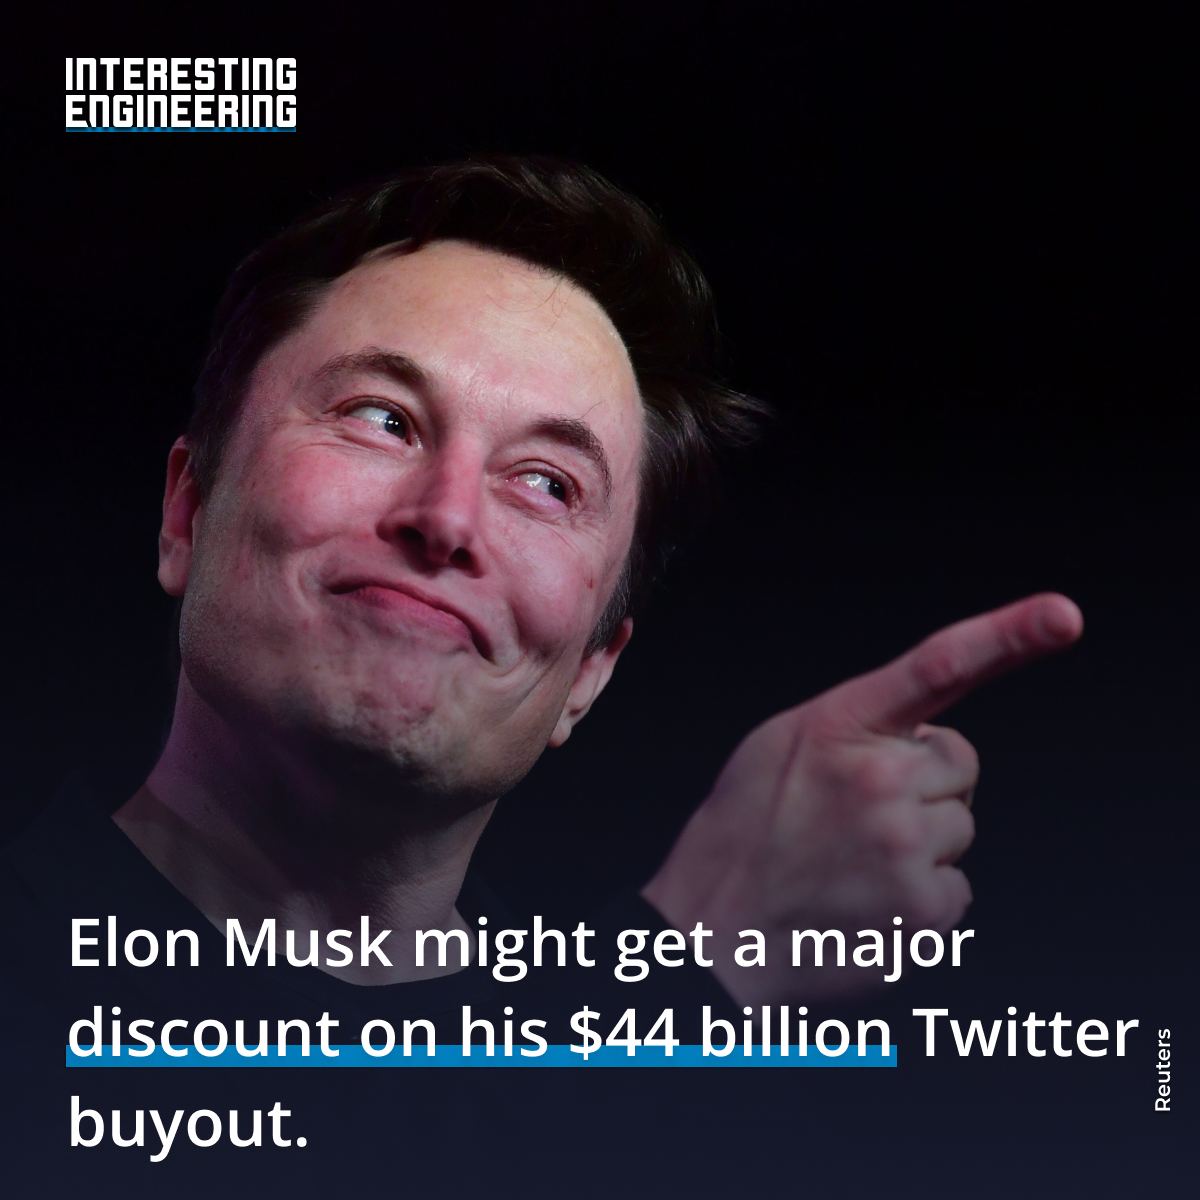 INTERESTING
ENGINEERING
Elon Musk might get a major
discount on his $44 billion Twitter
buyout.
Reuters